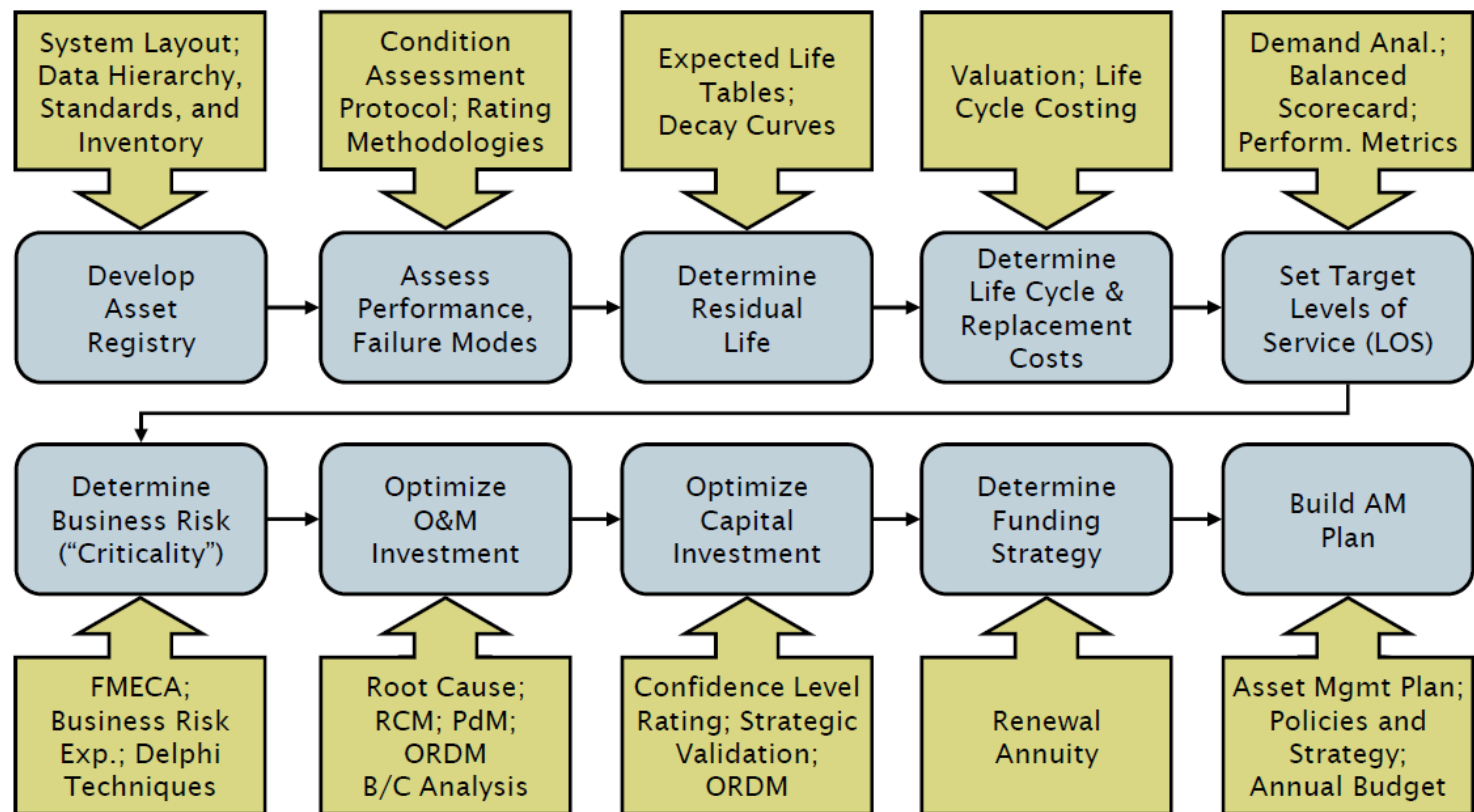 System Layout;
Data Hierarchy,
Standards, and
Inventory
Condition
Assessment
Protocol; Rating
Methodologies
Expected Life
Tables;
Decay Curves
Valuation; Life
Cycle Costing
Demand Anal.;
Balanced
Scorecard;
Perform. Metrics
Develop
Asset
Registry
Assess
Performance,
Failure Modes
Determine
Residual
Life
Determine
Life Cycle &
Replacement
Costs
Set Target
Levels of
Service (LOS)
Determine
Business Risk
(“Criticality”)
Optimize
O&M
Investment
Optimize
Capital
Investment
Determine
Funding
Strategy
Build AM
Plan
FMECA;
Business Risk
Exp.; Delphi
Techniques
Root Cause;
RCM; PdM;
ORDM
B/C Analysis
Confidence Level
Rating; Strategic
Validation;
ORDM
Renewal
Annuity
Asset Mgmt Plan;
Policies and
Strategy;
Annual Budget